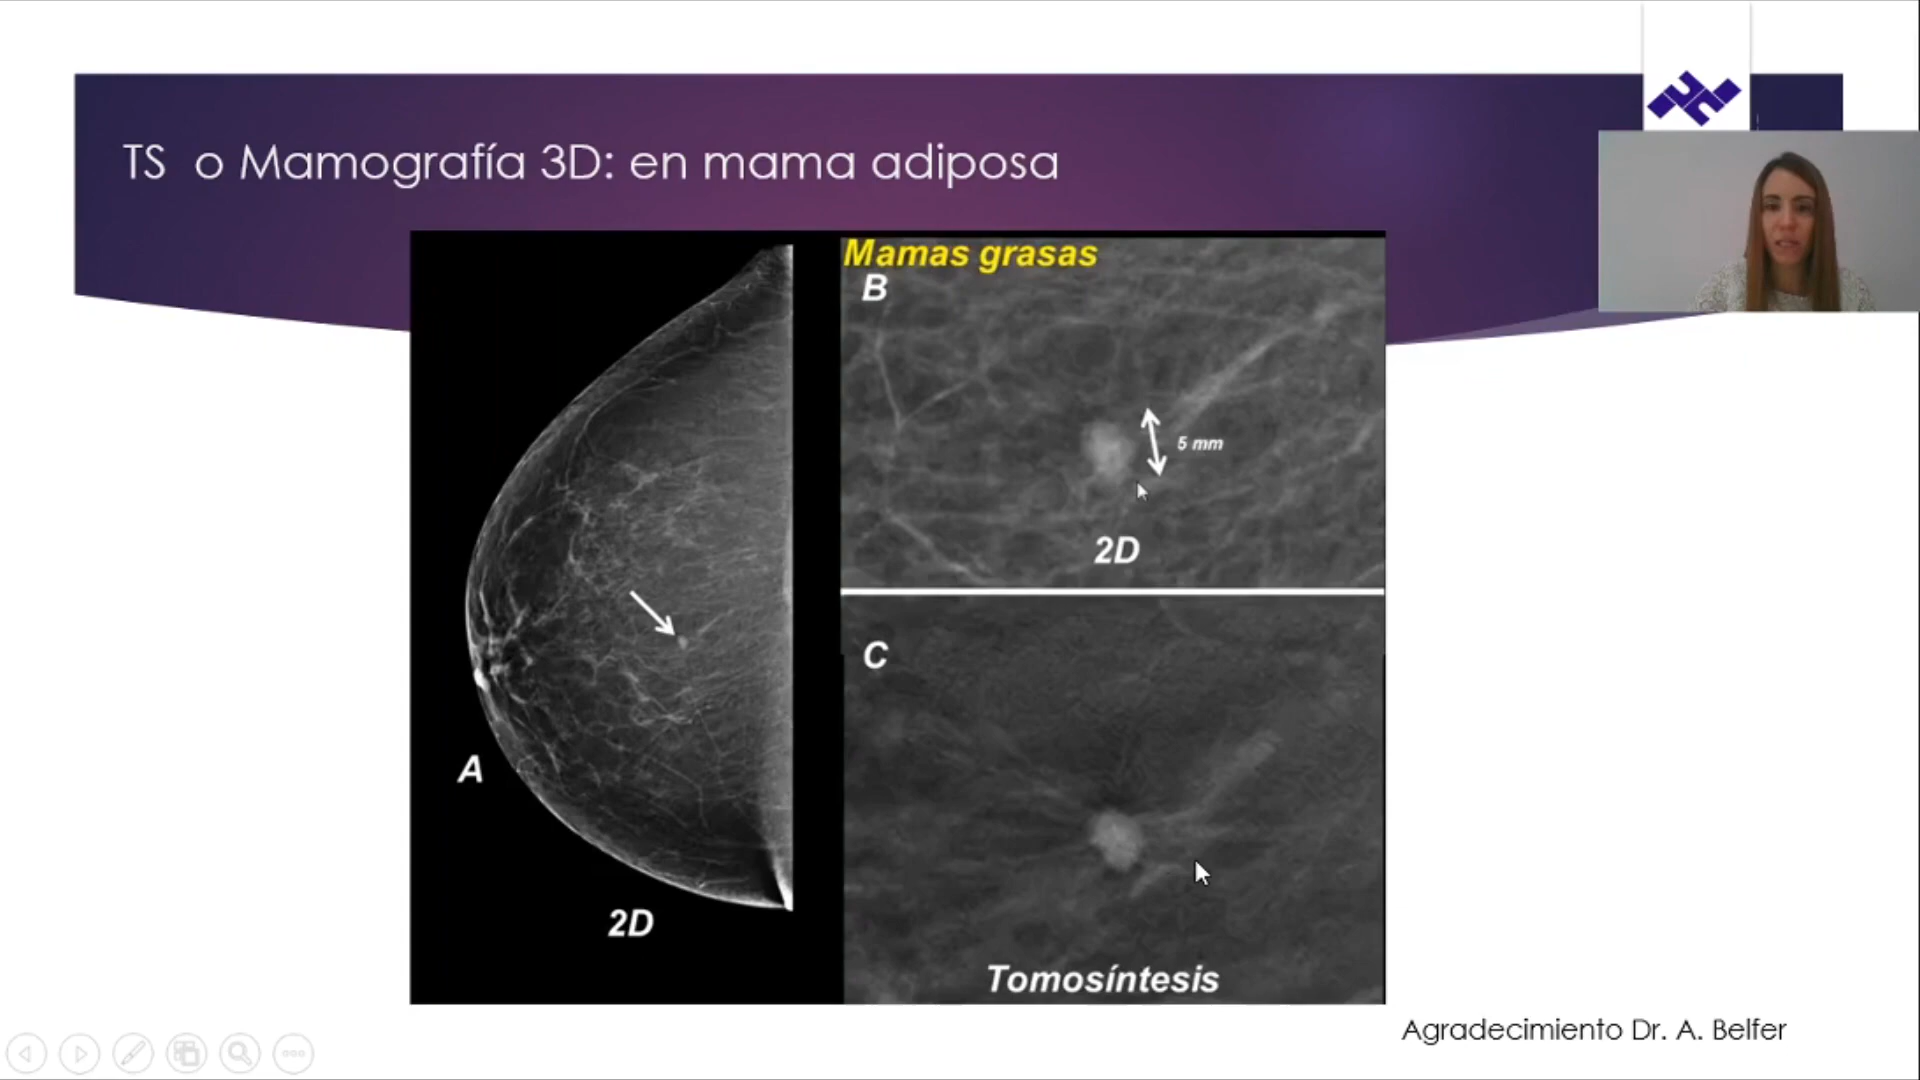 TS o Mamografía 3D: en mama adiposa
Mamas grasas
B
5 mm
2D
C
A
2D
Tomosíntesis
Agradecimiento Dr. A. Belfer